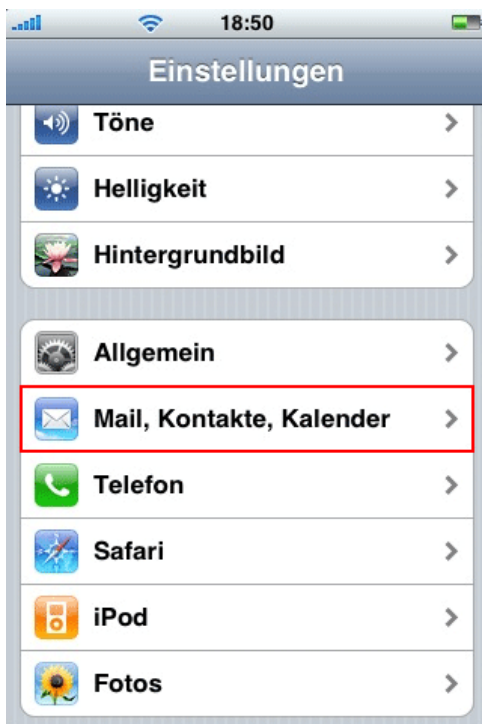 18:50
Einstellungen
Töne
Helligkeit
Hintergrundbild
Allgemein
Mail, Kontakte, Kalender
Telefon
Safari
iPod
Fotos